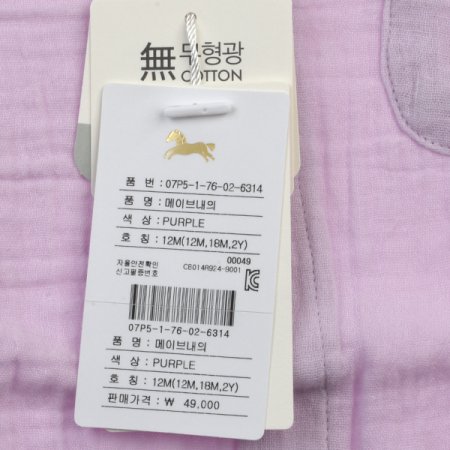 無 무형광
COTTON
품 번 : 07P5-1-76-02-6314
품 명 : 메이브내의
색 상 : PURPLE
호 칭 : 12M(12M,18M,2Y)
00049
자율안전확인
신고필증번호 CB014R924-9001
07P5-1-76-02-6314
품 명 : 메이브내의
색 상 : PURPLE
호 칭 : 12M(12M,18M,2Y)
판매가격 : ₩ 49,000